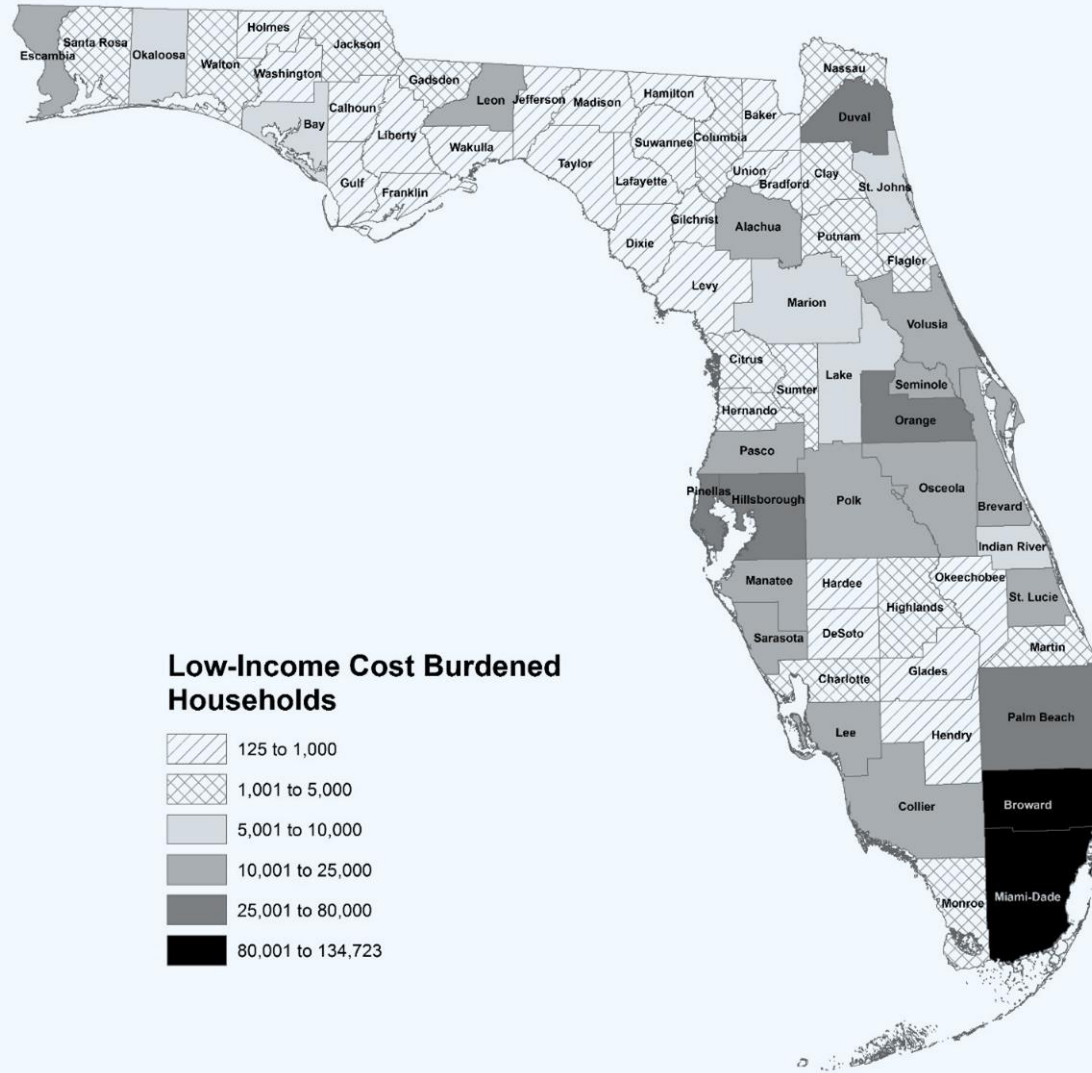 Holmes
Jackson
Santa Rosa
Okaloosa
Escambia
Walton
Washington
Gadsden
Nassau
Calhoun
Leon
Jefferson
Madison
Hamilton
Baker
Duval
Bay
Liberty
Wakulla
Suwannee
Columbia
Taylor
Lafayette
Union
Bradford
Clay
St. Johns
Gulf
Franklin
Gilchrist
Alachua
Putnam
Dixie
Flagler
Levy
Marion
Volusia
Citrus
Sumter
Lake
Seminole
Hernando
Orange
Pasco
Pinellas
Hillsborough
Polk
Osceola
Brevard
Indian River
Manatee
Hardee
Okeechobee
Highlands
St. Lucie
Sarasota
DeSoto
Martin
Charlotte
Glades
Palm Beach
Lee
Hendry
Collier
Broward
Monroe
Miami-Dade
Low-Income Cost Burdened
Households
125 to 1,000
1,001 to 5,000
5,001 to 10,000
10,001 to 25,000
25,001 to 80,000
80,001 to 134,723